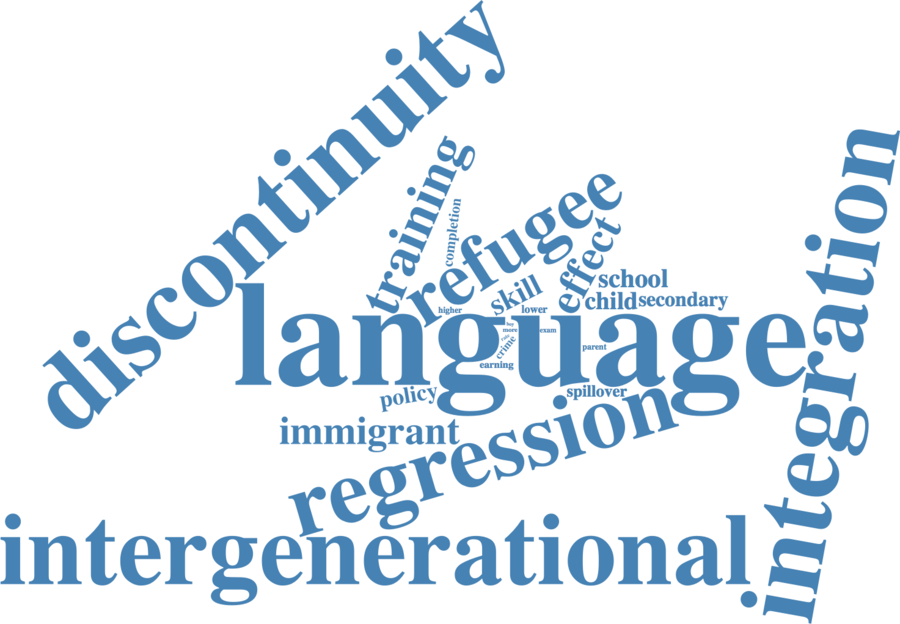 discontinuity
training
completion
refugee
effect
integration
skill
school
child
secondary
higher
lower
language
boy
more
exam
crime
parent
earning
policy
spillover
immigrant
regression
intergenerational